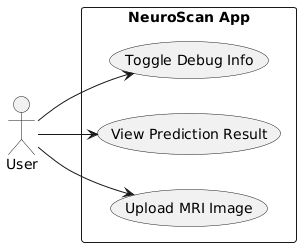 NeuroScan App
Toggle Debug Info
View Prediction Result
User
Upload MRI Image